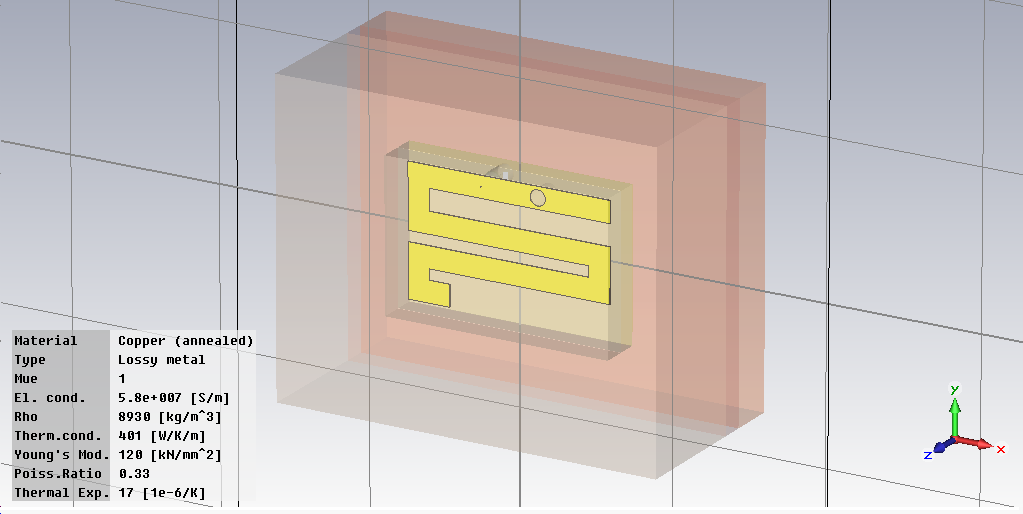 Material Copper (annealed)
Type Lossy metal
Mue 1
El. cond. 5.8e+007 [S/m]
Rho 8930 [kg/m^3]
Therm.cond. 401 [W/K/m]
Young's Mod. 120 [kN/mm^2]
Poiss.Ratio 0.33
Thermal Exp. 17 [1e-6/K]
y
x
z